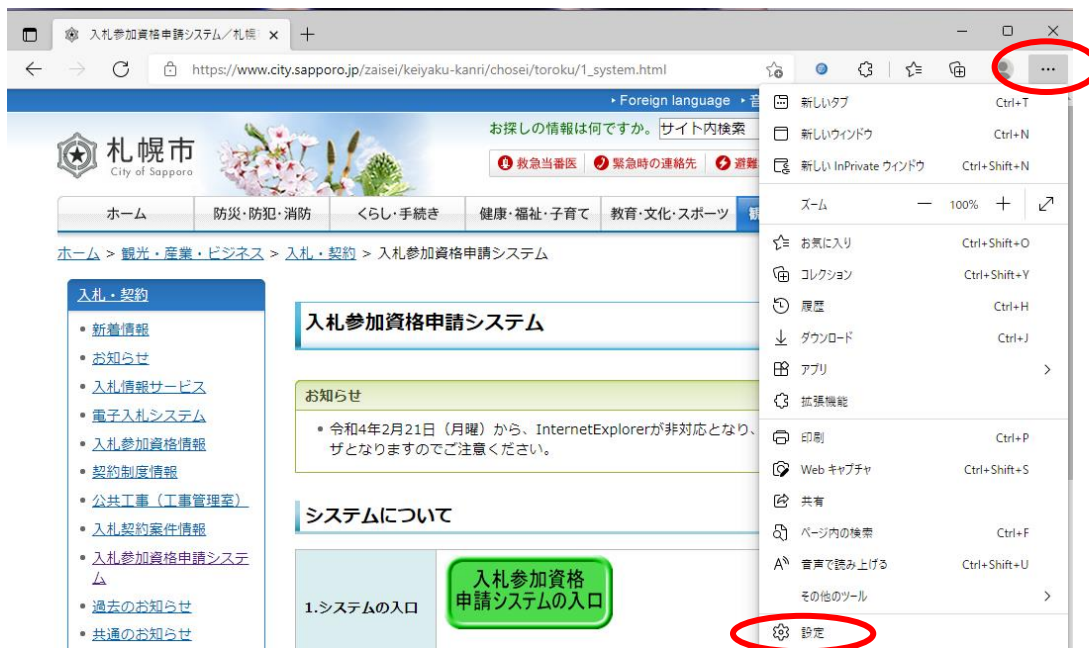 入札参加資格申請システム／札幌
https://www.city.sapporo.jp/zaisei/keiyaku-kanri/chosei/toroku/1_system.html
Foreign language
札幌市
City of Sapporo
お探しの情報は何ですか。
サイト内検索
救急当番医
緊急時の連絡先
避難
ホーム
防災・防犯・消防
くらし・手続き
健康・福祉・子育て
教育・文化・スポーツ
ホーム > 観光・産業・ビジネス > 入札・契約 > 入札参加資格申請システム
入札・契約
新着情報
お知らせ
入札情報サービス
電子入札システム
入札参加資格情報
契約制度情報
公共工事（工事管理室）
入札契約案件情報
入札参加資格申請システ
ム
過去のお知らせ
共通のお知らせ
入札参加資格申請システム
お知らせ
令和4年2月21日（月曜）から、InternetExplorerが非対応となり、
ザとなりますのでご注意ください。
システムについて
1.システムの入口
入札参加資格
申請システムの入口
新しいタブ Ctrl+T
新しいウィンドウ Ctrl+N
新しい InPrivate ウィンドウ Ctrl+Shift+N
ズーム 100%
お気に入り Ctrl+Shift+O
コレクション Ctrl+Shift+Y
履歴 Ctrl+H
ダウンロード Ctrl+J
アプリ
拡張機能
印刷 Ctrl+P
Web キャプチャ Ctrl+Shift+S
共有
ページ内の検索 Ctrl+F
音声で読み上げる Ctrl+Shift+U
その他のツール
設定